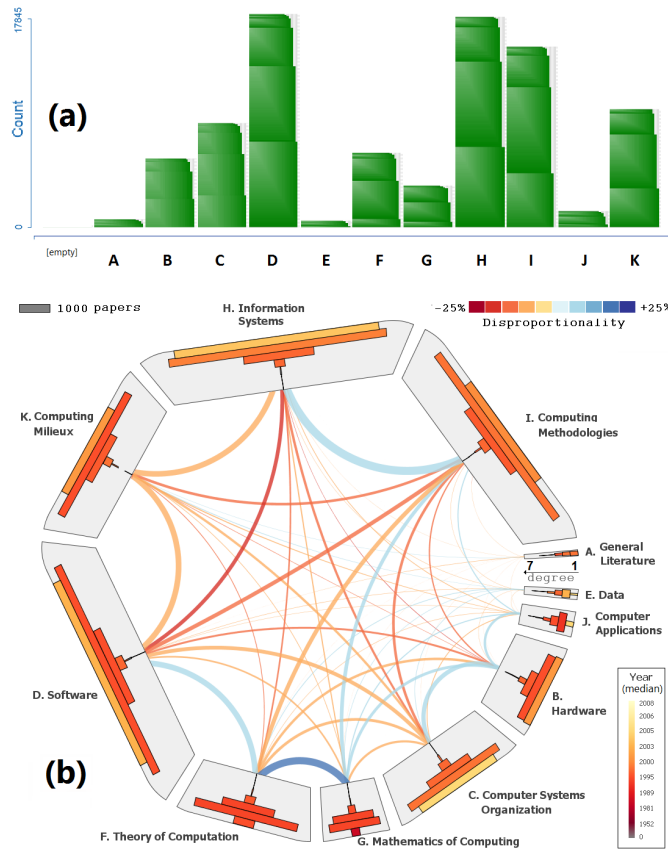 17845
Count
(a)
0
[empty]
A
B
C
D
E
F
G
H
I
J
K
1000 papers
H. Information
Systems
-25%
+25%
Disproportionality
K. Computing
Milieux
I. Computing
Methodologies
A. General
Literature
7
1
degree
E. Data
J. Computer
Applications
B.
Hardware
D. Software
Year
(median)
2008
2005
2003
2000
1995
1990
1989
1981
1952
0
(b)
C. Computer Systems
Organization
F. Theory of Computation
G. Mathematics of Computing